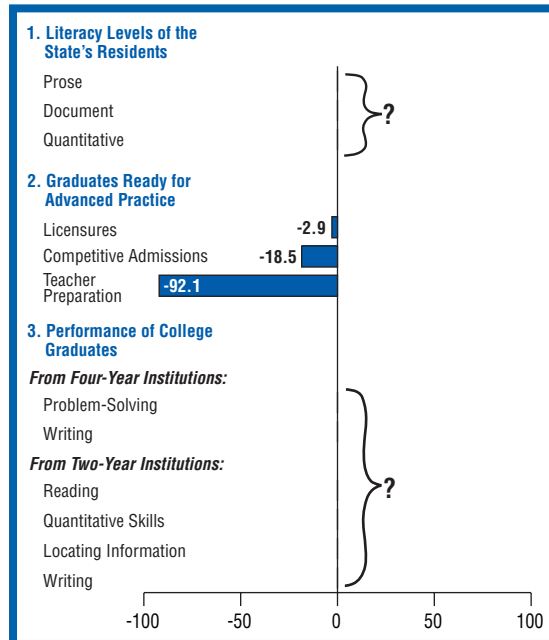 1. Literacy Levels of the
State's Residents
Prose
Document
Quantitative
?
2. Graduates Ready for
Advanced Practice
Licensures
-2.9
Competitive Admissions
-18.5
Teacher
Preparation
-92.1
3. Performance of College
Graduates
From Four-Year Institutions:
Problem-Solving
Writing
From Two-Year Institutions:
Reading
?
Quantitative Skills
Locating Information
Writing
-100 -50 0 50 100